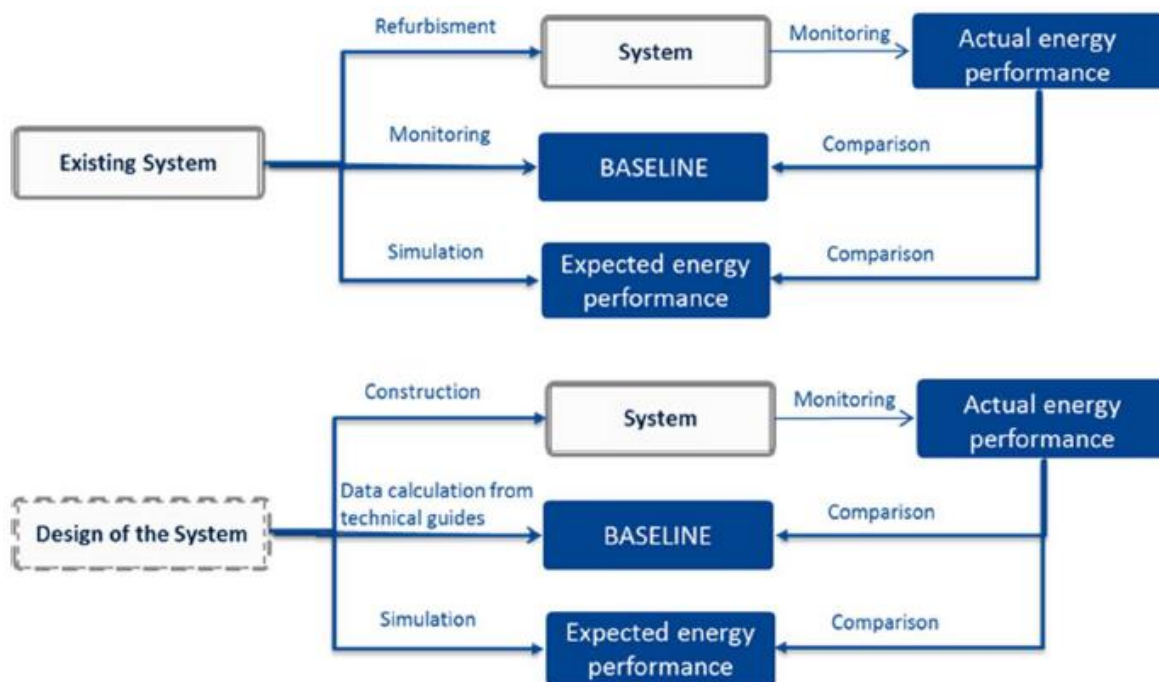 Refurbisment
System
Monitoring
Actual energy
performance
Existing System
Monitoring
BASELINE
Comparison
Simulation
Expected energy
performance
Comparison
Construction
System
Monitoring
Actual energy
performance
Design of the System
Data calculation from
technical guides
BASELINE
Comparison
Simulation
Expected energy
performance
Comparison